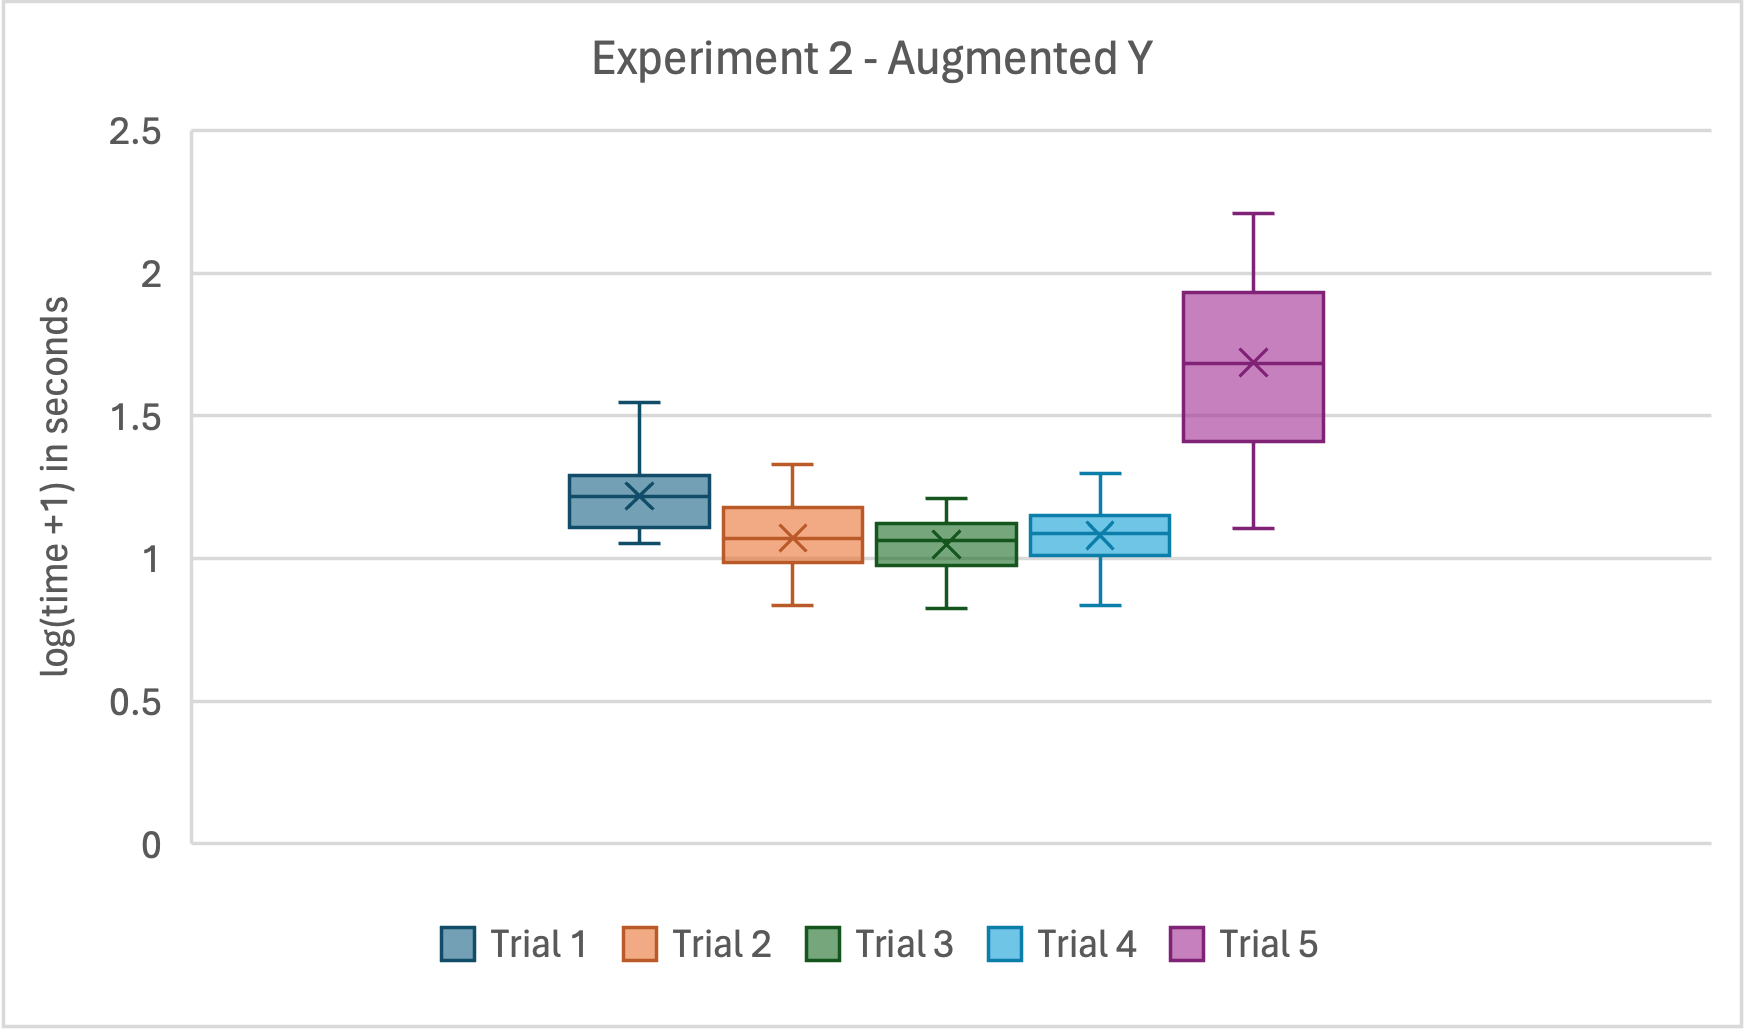 Experiment 2 - Augmented Y
2.5
2
1.5
1
0.5
0
log(time +1) in seconds
Trial 1 Trial 2 Trial 3 Trial 4 Trial 5